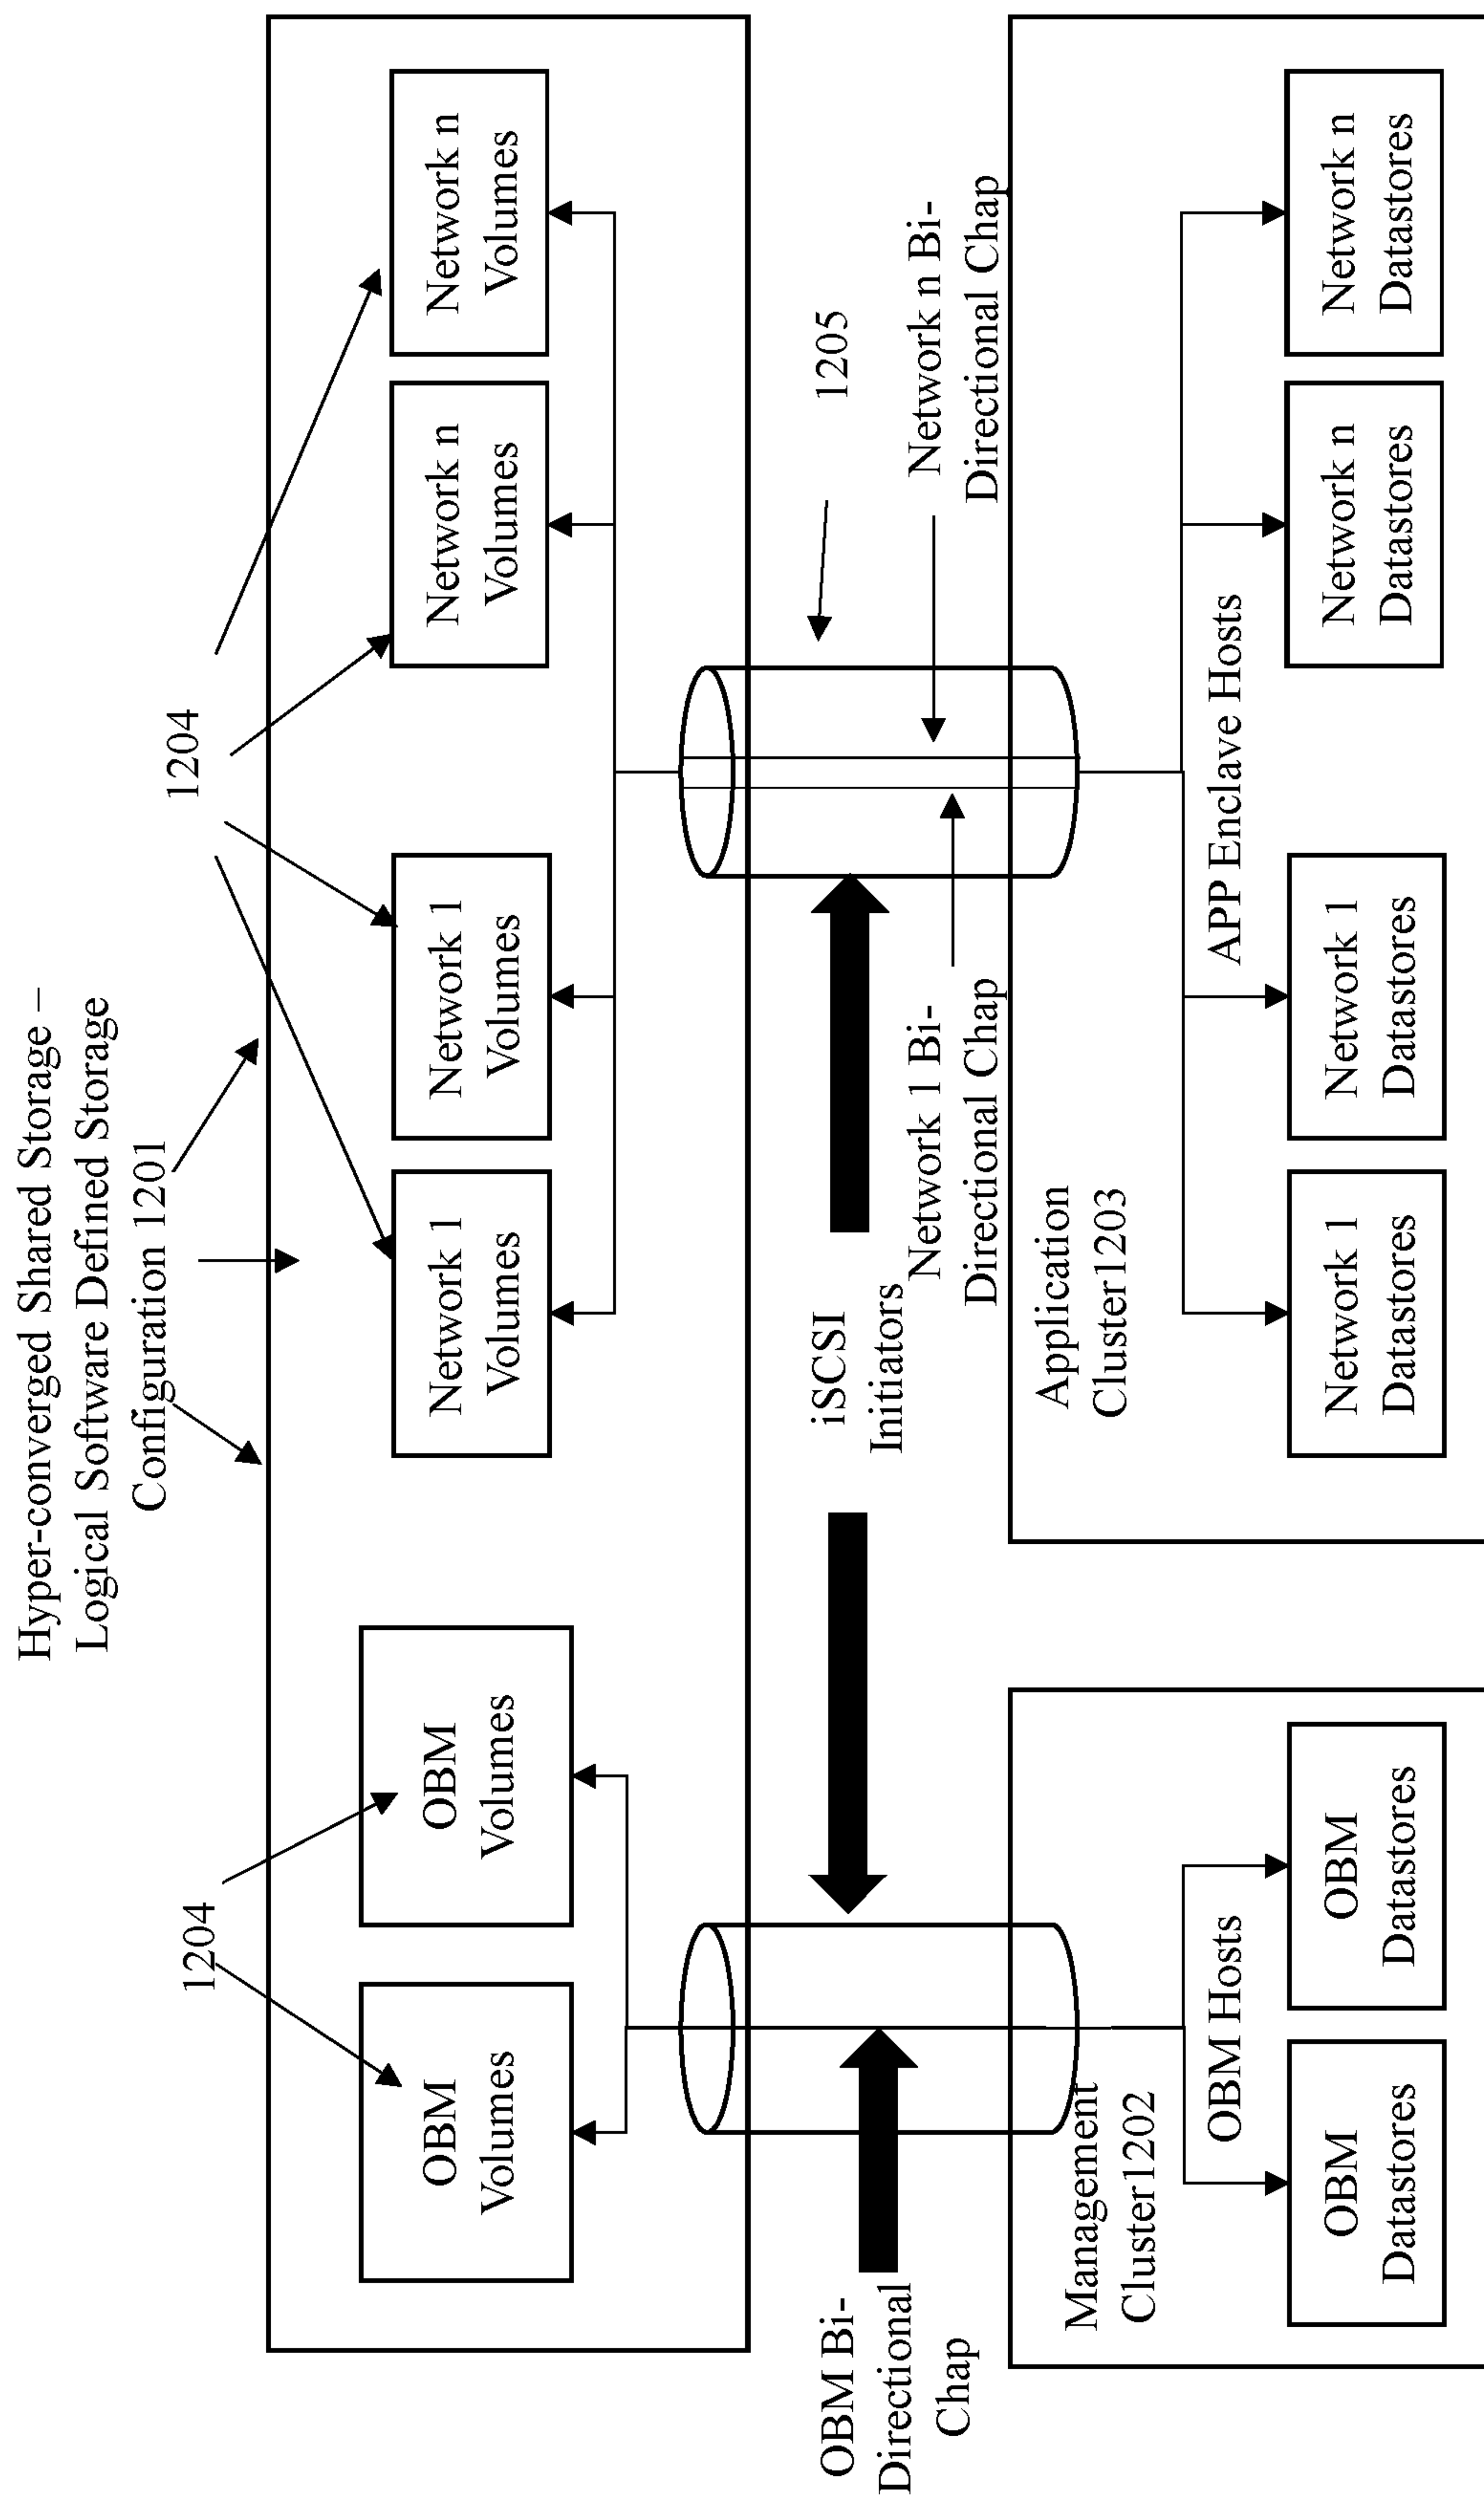 Hyper-converged Shared Storage –
Logical Software Defined Storage
Configuration 1201
1204
1204
OBM
Volumes
OBM
Volumes
Network 1
Volumes
Network 1
Volumes
Network n
Volumes
Network n
Volumes
OBM Bi-
Directional
Chap
iSCSI
Initiators
1205
Network 1 Bi-
Directional Chap
Network n Bi-
Directional Chap
Management
Cluster1202
OBM Hosts
OBM
Datastores
OBM
Datastores
Application
Cluster1203
APP Enclave Hosts
Network 1
Datastores
Network 1
Datastores
Network n
Datastores
Network n
Datastores